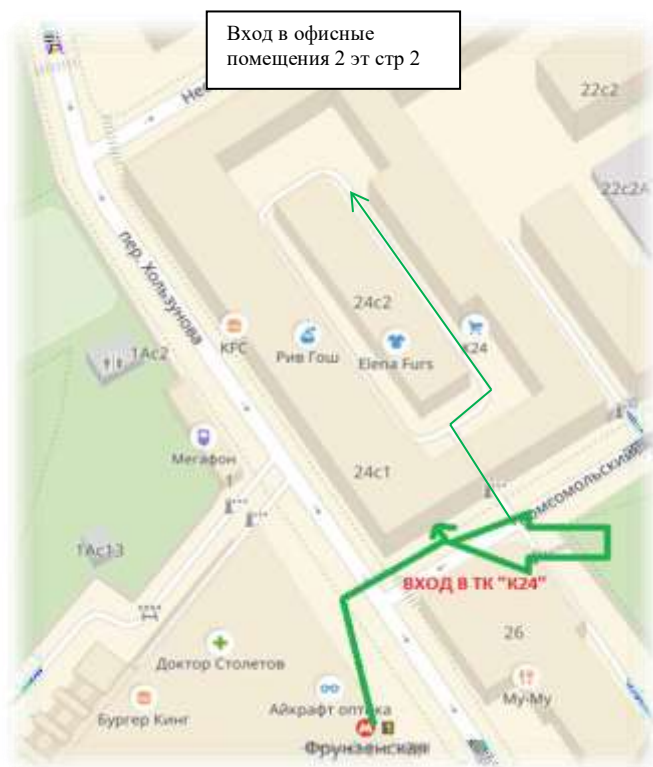 Вход в офисные
помещения 2 эт стр 2
22с2
22с2А
пер. Хользунова
24с2
KFC
Рив Гош
Elena Furs
К24
1Ас2
Мегафон
1
24с1
1Ас13
ВХОД В ТК "К24"
26
Доктор Столетов
Му-Му
Айкрафт оптика
Бургер Кинг
Фрунзенская